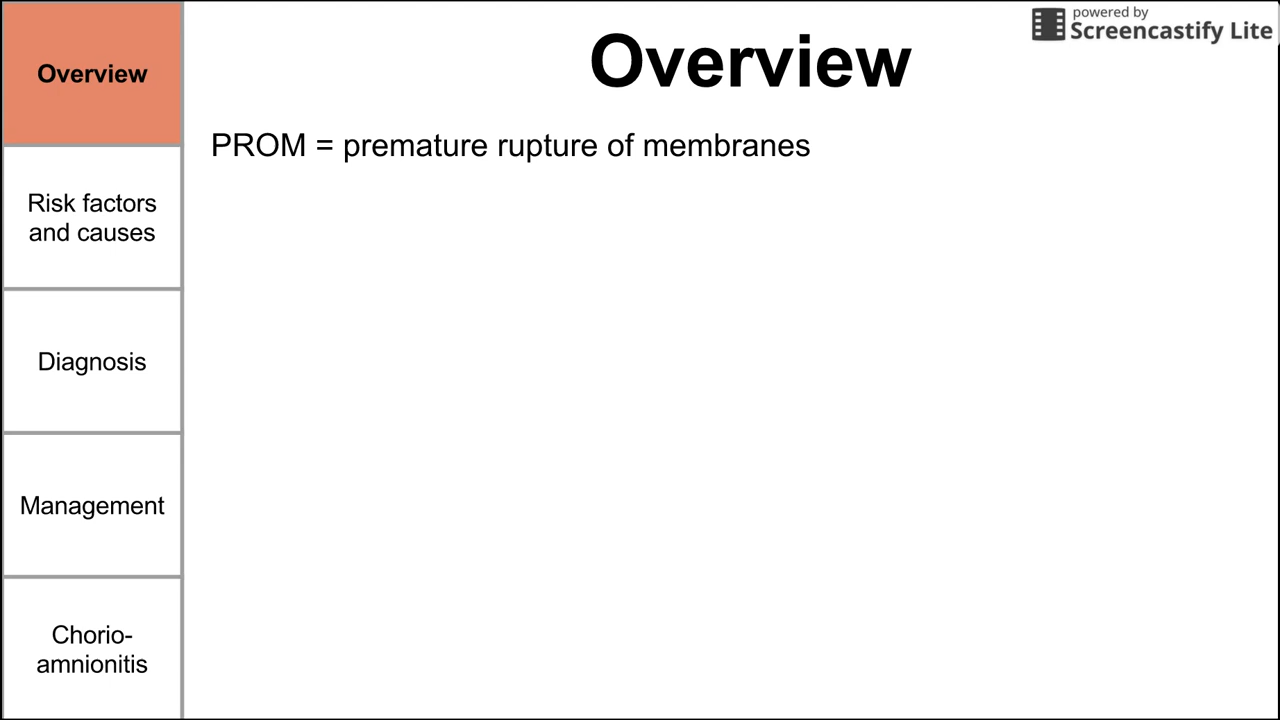 Overview
Risk factors
and causes
Diagnosis
Management
Chorio-
amnionitis
powered by
Screencastify Lite
Overview
PROM = premature rupture of membranes